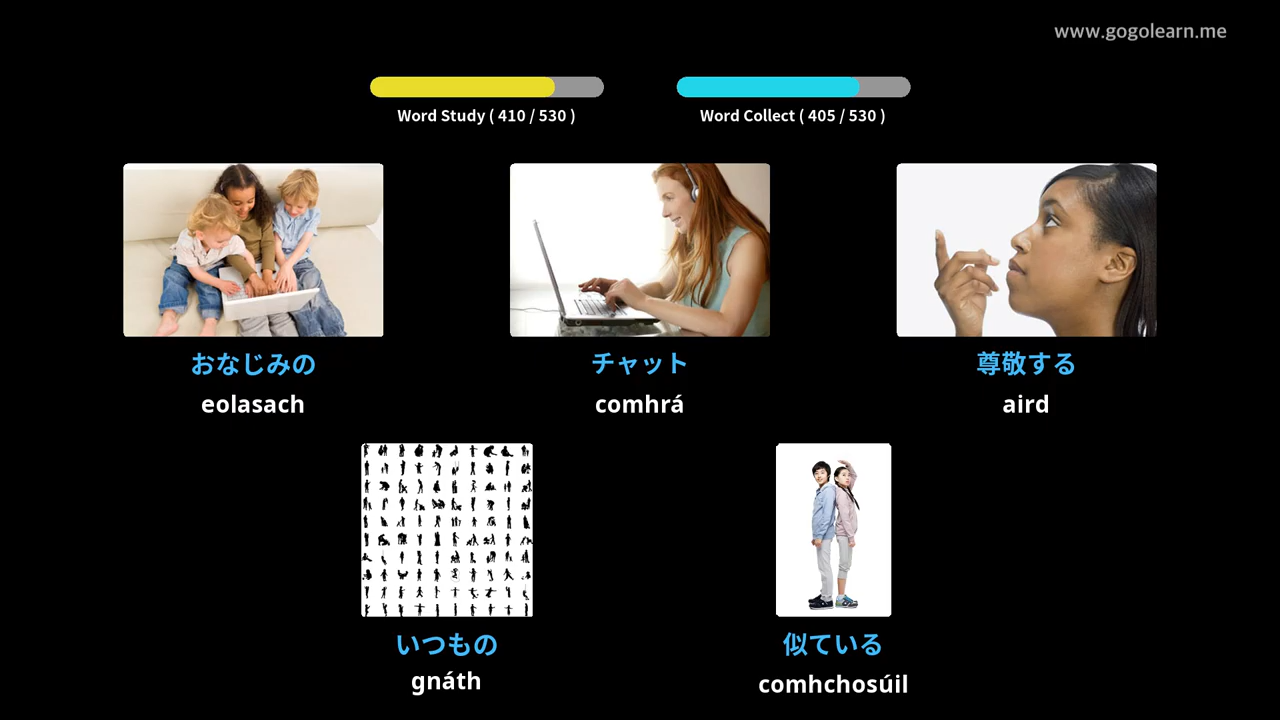 www.gogolearn.me
Word Study ( 410 / 530 )
Word Collect ( 405 / 530 )
おなじみの
eolasach
チャット
comhrá
尊敬する
aird
いつもの
gnáth
似ている
comhchosúil